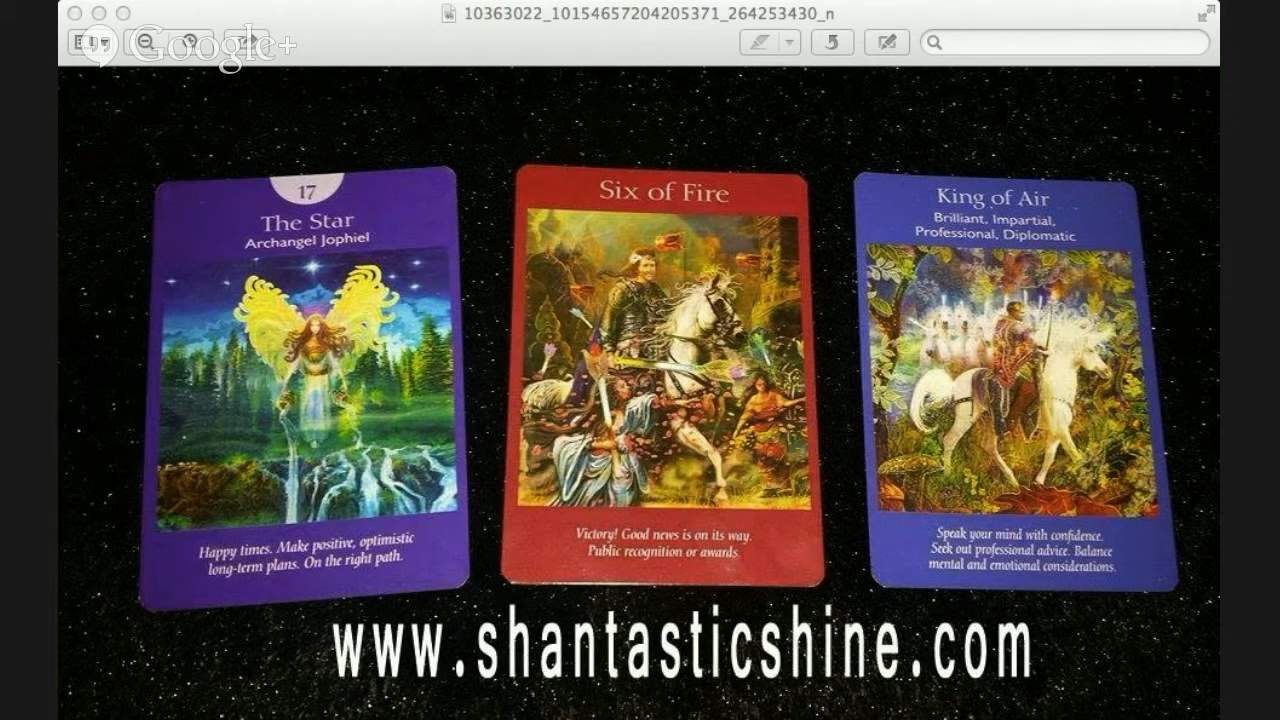 10363022_10154657204205371_264253430_n
Google+
17
The Star
Archangel Jophiel
Happy times. Make positive, optimistic
long-term plans. On the right path.
Six of Fire
Victory! Good news is on its way.
Public recognition or awards.
King of Air
Brilliant, Impartial,
Professional, Diplomatic
Speak your mind with confidence.
Seek out professional advice. Balance
mental and emotional considerations.
www.shantasticshine.com